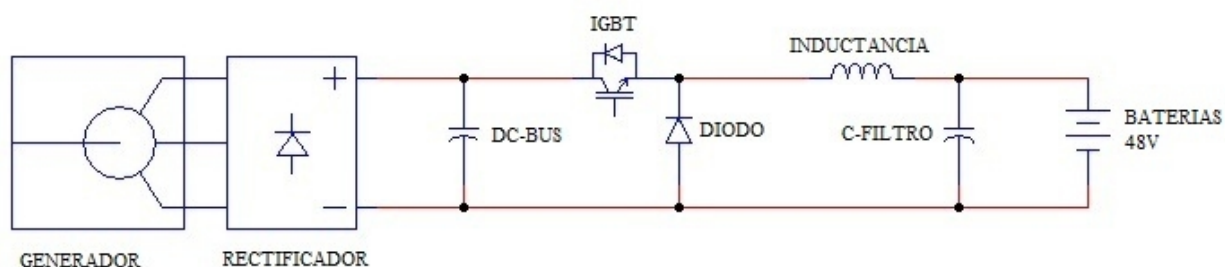 IGBT
INDUCTANCIA
+
DC-BUS
DIODO
C-FILTRO
BATERIAS
48V
−
GENERADOR
RECTIFICADOR